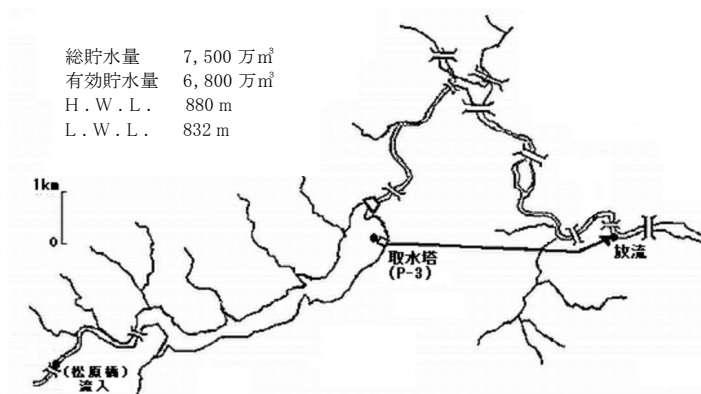 総貯水量 7,500 万㎥
有効貯水量 6,800 万㎥
H.W.L. 880 m
L.W.L. 832 m
1km
0
取水塔
(P-3)
放流
(松原橋)
流入